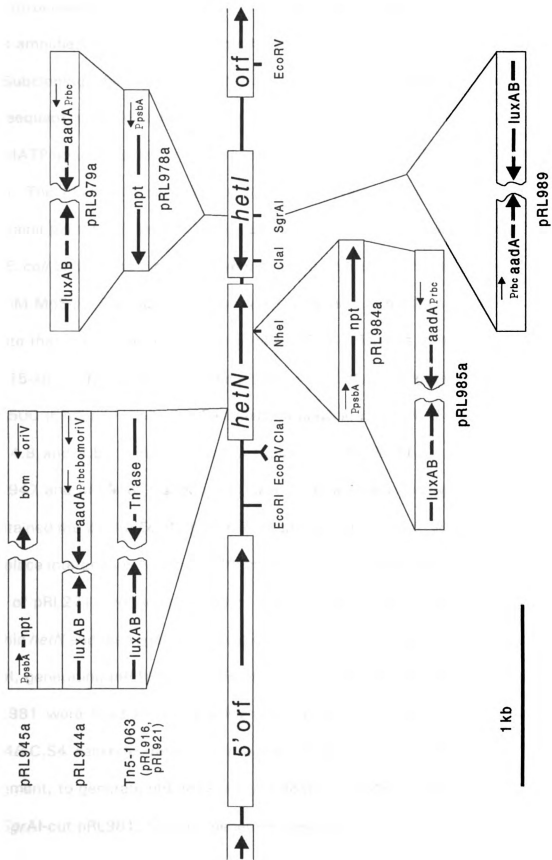 pRL945a
PpsbA npt bom oriV
pRL944a
luxAB aadA Prbc bom oriV
Tn5-1063
(pRL916,
pRL921)
luxAB Tn'ase
luxAB aadA Prbc
pRL979a
npt PpsbA
pRL978a
5' orf
hetN
hetI
orf
EcoRI
EcoRV
ClaI
NheI
ClaI
SgrAI
EcoRV
PpsbA npt
pRL984a
luxAB aadA Prbc
pRL985a
Prbc aadA luxAB
pRL989
1kb